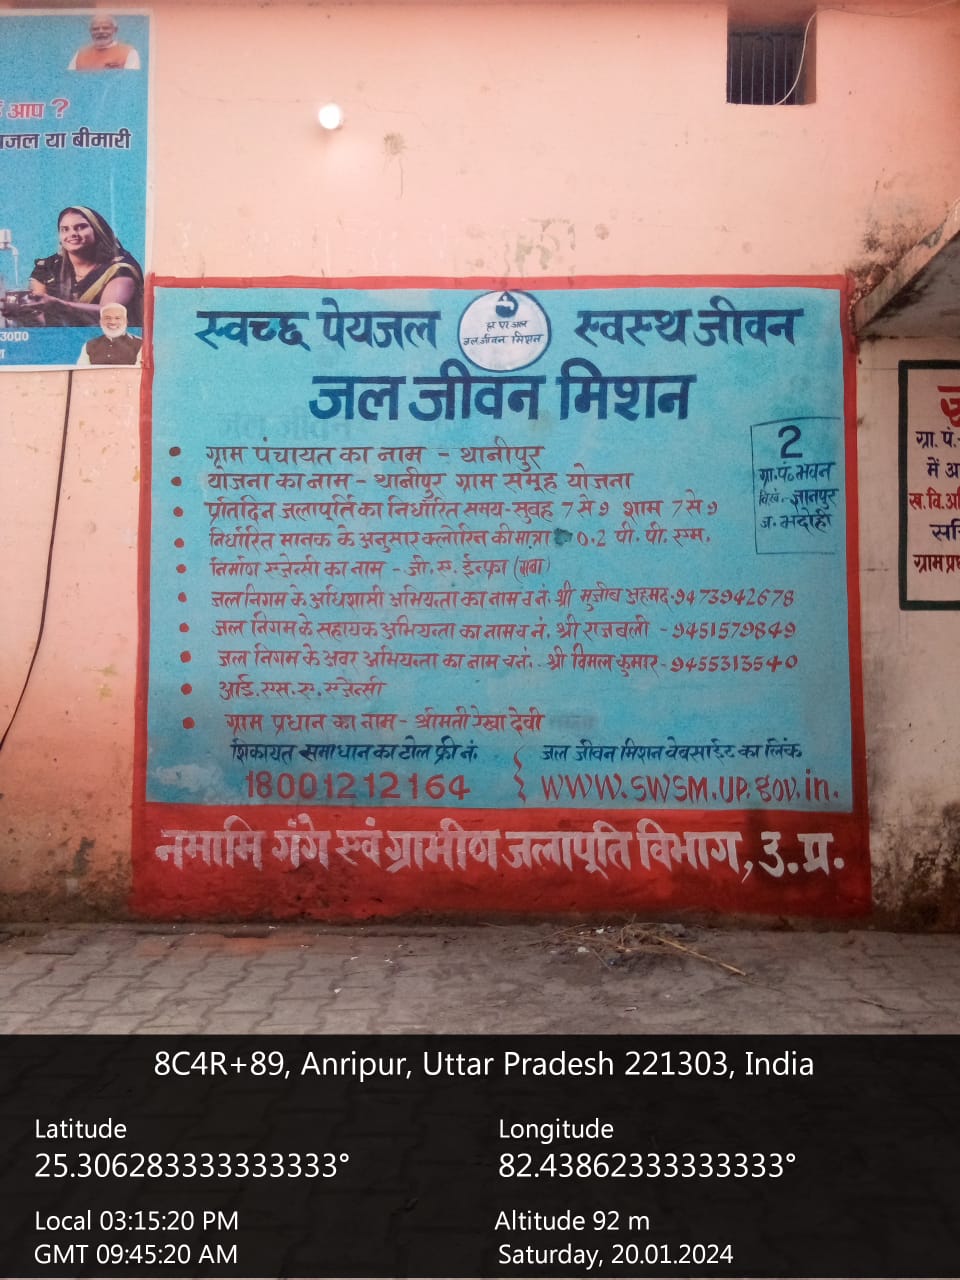 आप ?
जल या बीमारी
उ0प्र0
स्वच्छ पेयजल
हर घर जल
जल जीवन मिशन
स्वस्थ जीवन
जल जीवन मिशन
2
ग्रा. पं. भवन
वि.खं.- ज्ञानपुर
ज. भदोही
• ग्राम पंचायत का नाम - थानीपुर
• योजना का नाम - थानीपुर ग्राम समूह योजना
• प्रतिदिन जलापूर्ति का निर्धारित समय - सुबह 7 से 9 शाम 7 से 9
• निर्धारित मानक के अनुसार क्लोरिन की मात्रा 0.2 पी. पी. एम.
• निर्माण एजेन्सी का नाम - जी. ए. ईन्फ्रा
• जल निगम के अधिशासी अभियन्ता का नाम व नं. श्री मुजीब अहमद - 9473942678
• जल निगम के सहायक अभियन्ता का नाम व नं. श्री राजबली - 9451579849
• जल निगम के अवर अभियन्ता का नाम व नं. श्री विमल कुमार - 9455313540
• आई. एस. ए. एजेन्सी
• ग्राम प्रधान का नाम - श्रीमती रेखा देवी
शिकायत समाधान का टोल फ्री नं.
18001212164
जल जीवन मिशन वेबसाईट का लिंक
WWW.SWSM.UP.gov.in.
नमामि गंगे एवं ग्रामीण जलापूर्ति विभाग, उ. प्र.
ग्रा. पं.
में अ
ख. वि. अ
ग्राम प्र
8C4R+89, Anripur, Uttar Pradesh 221303, India
Latitude
25.306283333333333°
Longitude
82.43862333333333°
Local 03:15:20 PM
GMT 09:45:20 AM
Altitude 92 m
Saturday, 20.01.2024